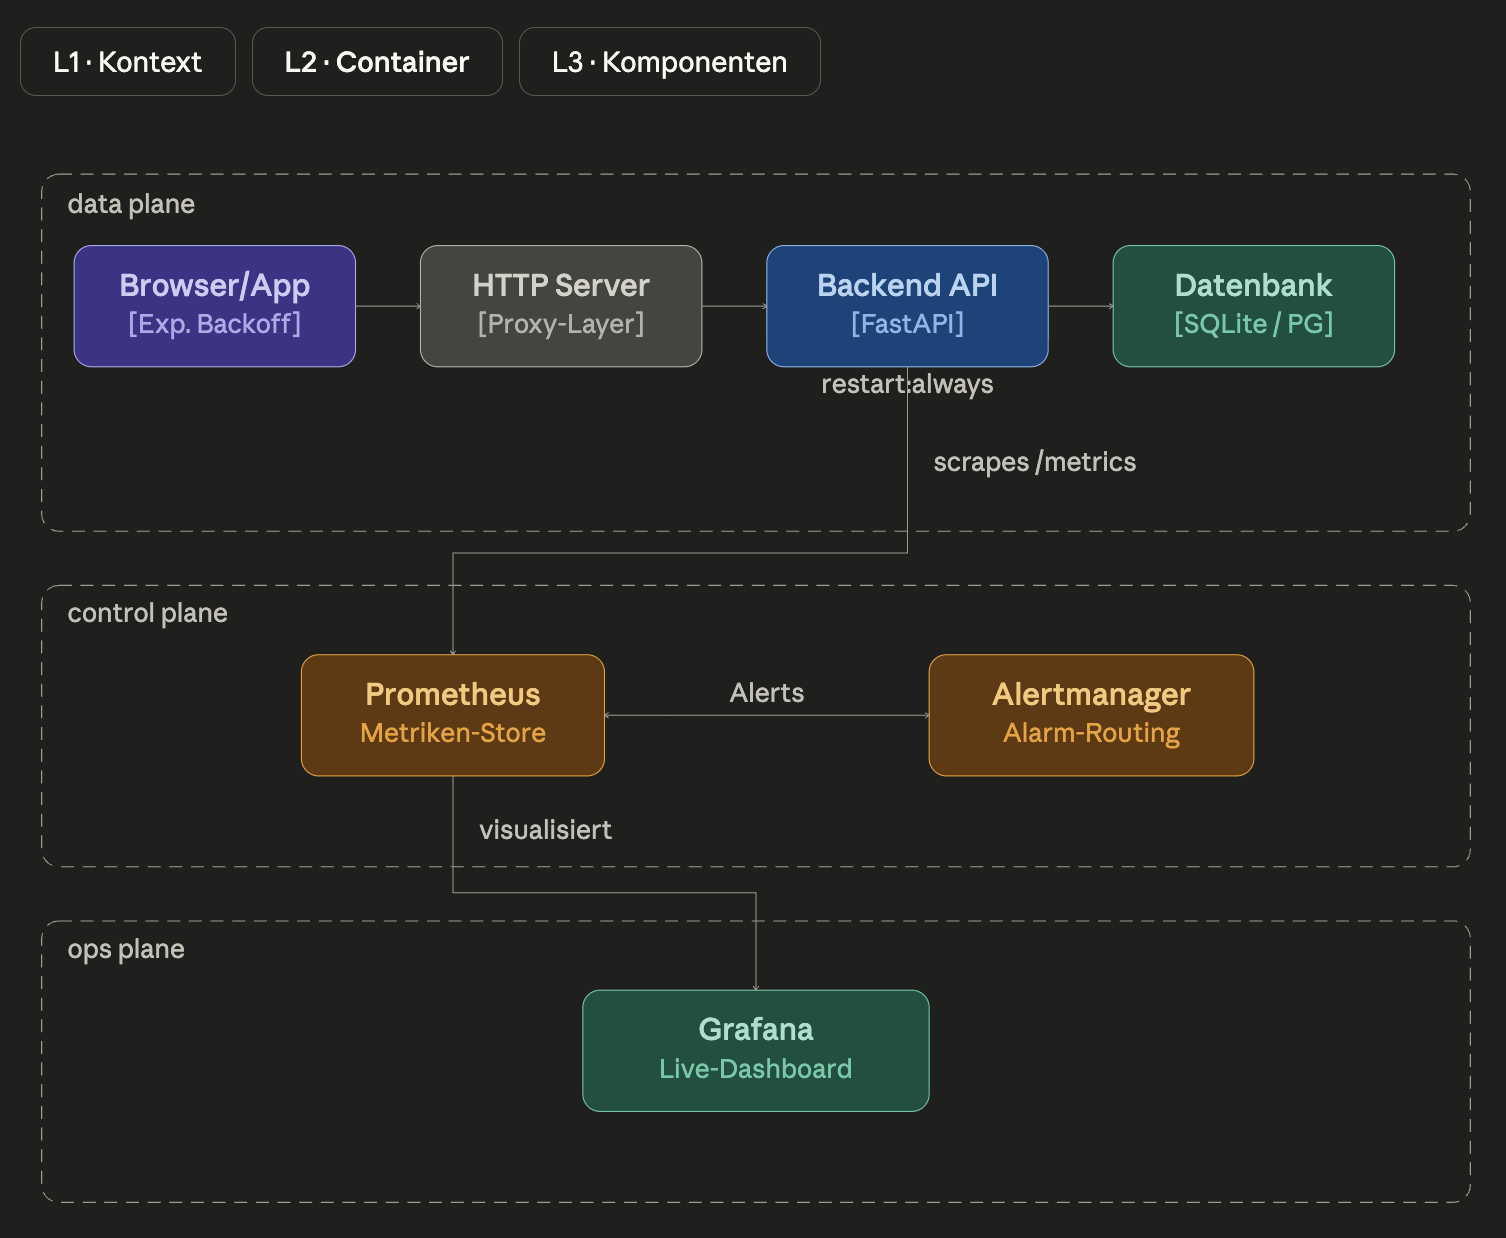 L1 · Kontext
L2 · Container
L3 · Komponenten
data plane
Browser/App
[Exp. Backoff]
HTTP Server
[Proxy-Layer]
Backend API
[FastAPI]
Datenbank
[SQLite / PG]
restart:always
scrapes /metrics
control plane
Prometheus
Metriken-Store
Alerts
Alertmanager
Alarm-Routing
visualisiert
ops plane
Grafana
Live-Dashboard